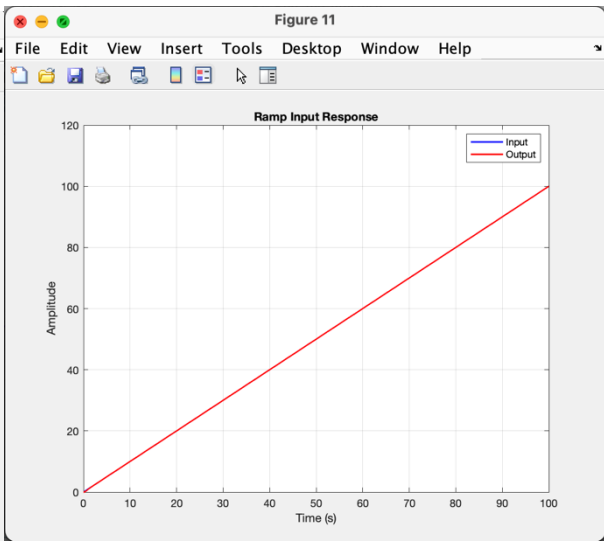 Figure 11
File Edit View Insert Tools Desktop Window Help
Ramp Input Response
Input
Output
120
100
80
60
40
20
0
Amplitude
0 10 20 30 40 50 60 70 80 90 100
Time (s)